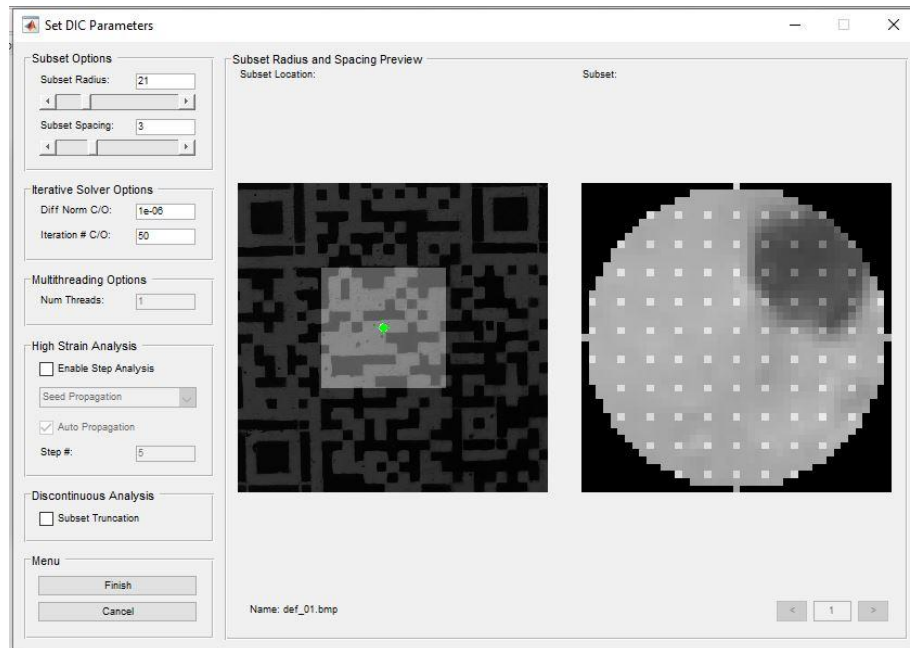 Set DIC Parameters
Subset Options
Subset Radius: 21
Subset Spacing: 3
Iterative Solver Options
Diff Norm C/O: 1e-06
Iteration # C/O: 50
Multithreading Options
Num Threads: 1
High Strain Analysis
Enable Step Analysis
Seed Propagation
Auto Propagation
Step #: 5
Discontinuous Analysis
Subset Truncation
Menu
Finish
Cancel
Subset Radius and Spacing Preview
Subset Location: Subset:
Name: def_01.bmp
< 1 >